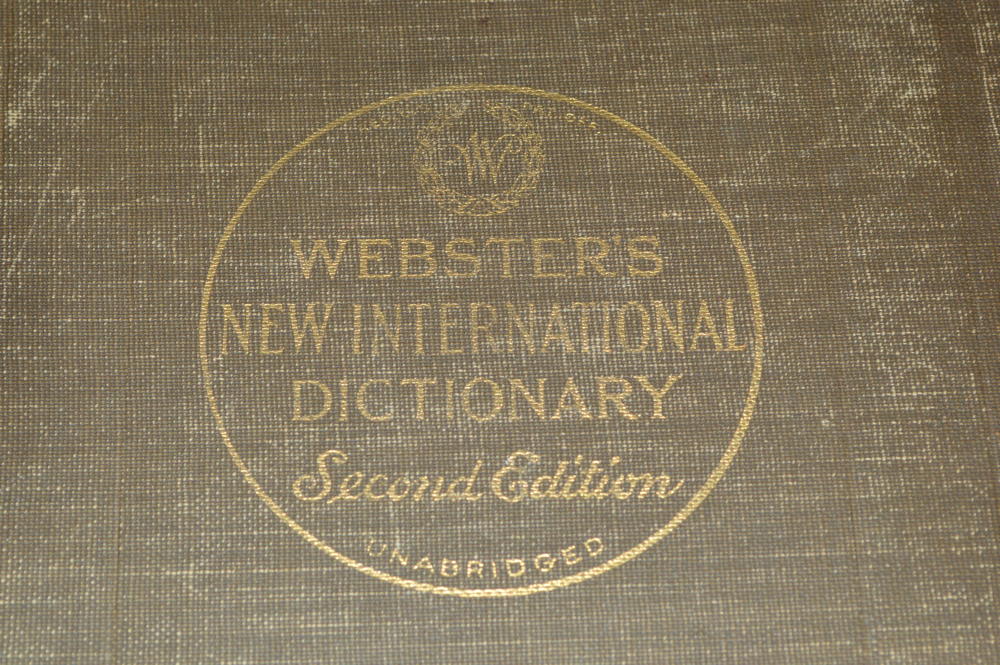 W
WEBSTER'S
NEW INTERNATIONAL
DICTIONARY
Second Edition
UNABRIDGED